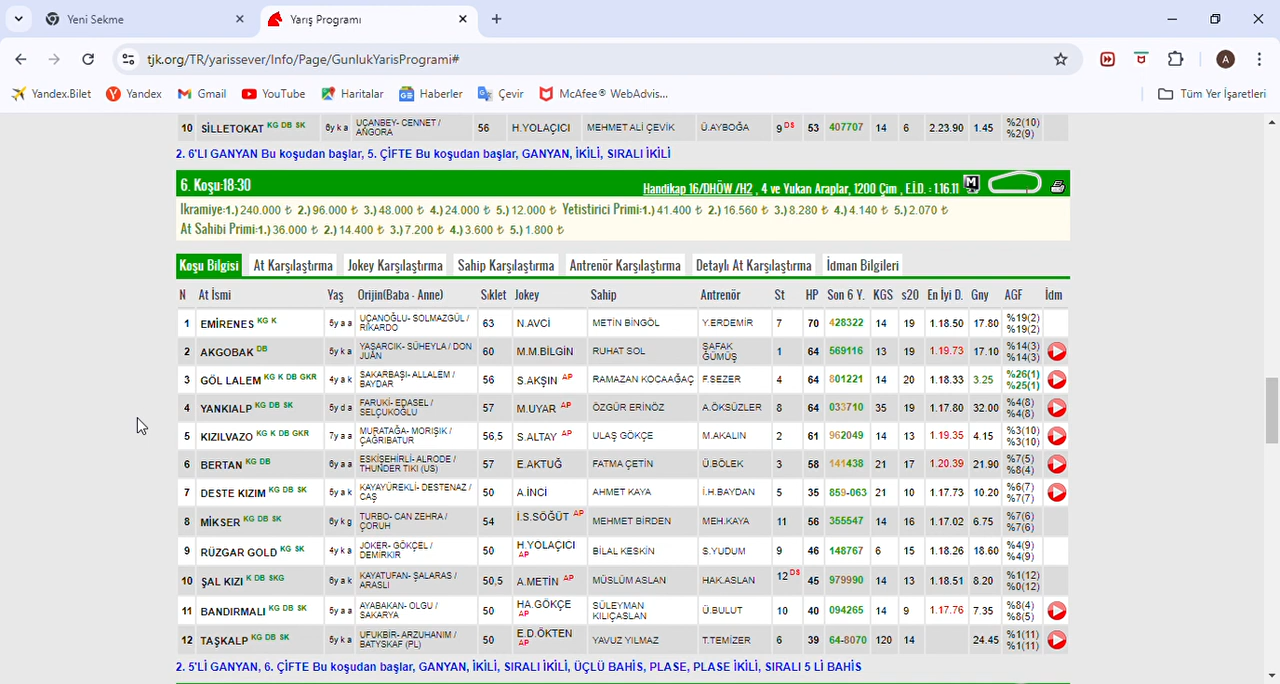 Yeni Sekme
Yarış Programı
tjk.org/TR/yarissever/Info/Page/GunlukYarisProgrami#
A
Yandex.Bilet Yandex Gmail YouTube Haritalar Haberler Çevir McAfee® WebAdvis... Tüm Yer İşaretleri
10 SİLLETOKAT KG DB SK 6y k a UÇANBEY- CENNET / ANGORA 56 H.YOLAÇICI MEHMET ALİ ÇEVİK Ü.AYBOĞA 9 DS 53 407707 14 6 2.23.90 1.45 %2(10) %2(9)
2. 6'LI GANYAN Bu koşudan başlar, 5. ÇİFTE Bu koşudan başlar, GANYAN, İKİLİ, SIRALI İKİLİ
6. Koşu:18:30 Handikap 16/DHÖW /H2 , 4 ve Yukarı Araplar, 1200 Çim , E.İ.D. : 1.16.11
Ikramiye:1.) 240.000 ₺ 2.) 96.000 ₺ 3.) 48.000 ₺ 4.) 24.000 ₺ 5.) 12.000 ₺ Yetistirici Primi:1.) 41.400 ₺ 2.) 16.560 ₺ 3.) 8.280 ₺ 4.) 4.140 ₺ 5.) 2.070 ₺
At Sahibi Primi:1.) 36.000 ₺ 2.) 14.400 ₺ 3.) 7.200 ₺ 4.) 3.600 ₺ 5.) 1.800 ₺
Koşu Bilgisi At Karşılaştırma Jokey Karşılaştırma Sahip Karşılaştırma Antrenör Karşılaştırma Detaylı At Karşılaştırma İdman Bilgileri
N At İsmi Yaş Orijin(Baba - Anne) Sıklet Jokey Sahip Antrenör St HP Son 6 Y. KGS s20 En İyi D. Gny AGF İdm
1 EMİRENES KG K 6y a a UÇANOĞLU- SOLMAZGÜL / RİKARDO 63 N.AVCİ METİN BİNGÖL Y.ERDEMİR 7 70 428322 14 19 1.18.50 17.80 %19(2) %19(2)
2 AKGOBAK DB 5y k a YAŞARCIK- SÜHEYLA / DON JUAN 60 M.M.BİLGİN RUHAT SOL ŞAFAK GÜMÜŞ 1 64 569116 13 19 1.19.73 17.10 %14(3) %14(3)
3 GÖL LALEM KG K DB GKR 4y a k SAKARBAŞI- ALLALEM / BAYDAR 56 S.AKŞIN AP RAMAZAN KOCAAĞAÇ F.SEZER 4 64 801221 14 20 1.18.33 3.25 %26(1) %25(1)
4 YANKIALP KG DB SK 5y d a FARUKİ- EDASEL / SELÇUKOĞLU 57 M.UYAR AP ÖZGÜR ERİNÖZ A.ÖKSÜZLER 8 64 033710 35 19 1.17.80 32.00 %4(8) %4(8)
5 KIZILVAZO KG K DB GKR 7y a a MURATAĞA- MORIŞIK / ÇAĞRIBATUR 56,5 S.ALTAY AP ULAŞ GÖKÇE M.AKALIN 2 61 962049 14 13 1.19.35 4.15 %3(10) %3(10)
6 BERTAN KG DB 6y a a ESKİŞEHİRLİ- ALRODE / THUNDER TIKI (US) 57 E.AKTUĞ FATMA ÇETİN Ü.BÖLEK 3 58 141438 21 17 1.20.39 21.90 %7(5) %8(4)
7 DESTE KIZIM KG DB SK 5y a k KAYAYÜREKLİ- DESTENAZ / CAŞ 50 A.İNCİ AHMET KAYA İ.H.BAYDAN 5 35 859-063 21 10 1.17.73 10.20 %6(7) %7(7)
8 MİKSER KG DB SK 6y k g TURBO- CAN ZEHRA / ÇORUH 54 İ.S.SÖĞÜT AP MEHMET BİRDEN MEH.KAYA 11 56 355547 14 16 1.17.02 6.75 %7(6) %7(6)
9 RÜZGAR GOLD KG SK 4y k a JOKER- GÖKÇEL / DEMİRKIR 50 H.YOLAÇICI AP BİLAL KESKİN S.YUDUM 9 46 148767 6 15 1.18.26 18.60 %4(9) %4(9)
10 ŞAL KIZI K DB SKG 6y a k KAYATUFAN- ŞALARAS / ARASLI 50,5 A.METİN AP MÜSLÜM ASLAN HAK.ASLAN 12 DS 45 979990 14 13 1.18.51 8.20 %1(12) %0(12)
11 BANDIRMALI KG DB SK 5y a a AYABAKAN- OLGU / SAKARYA 50 HA.GÖKÇE AP SÜLEYMAN KILIÇASLAN Ü.BULUT 10 40 094265 14 9 1.17.76 7.35 %8(4) %8(5)
12 TAŞKALP KG DB SK 5y k a UFUKBİR- ARZUHANIM / BATYSKAF (PL) 50 E.D.ÖKTEN AP YAVUZ YILMAZ T.TEMİZER 6 39 64-8070 120 14 24.45 %1(11) %1(11)
2. 5'Lİ GANYAN, 6. ÇİFTE Bu koşudan başlar, GANYAN, İKİLİ, SIRALI İKİLİ, ÜÇLÜ BAHİS, PLASE, PLASE İKİLİ, SIRALI 5 Lİ BAHİS